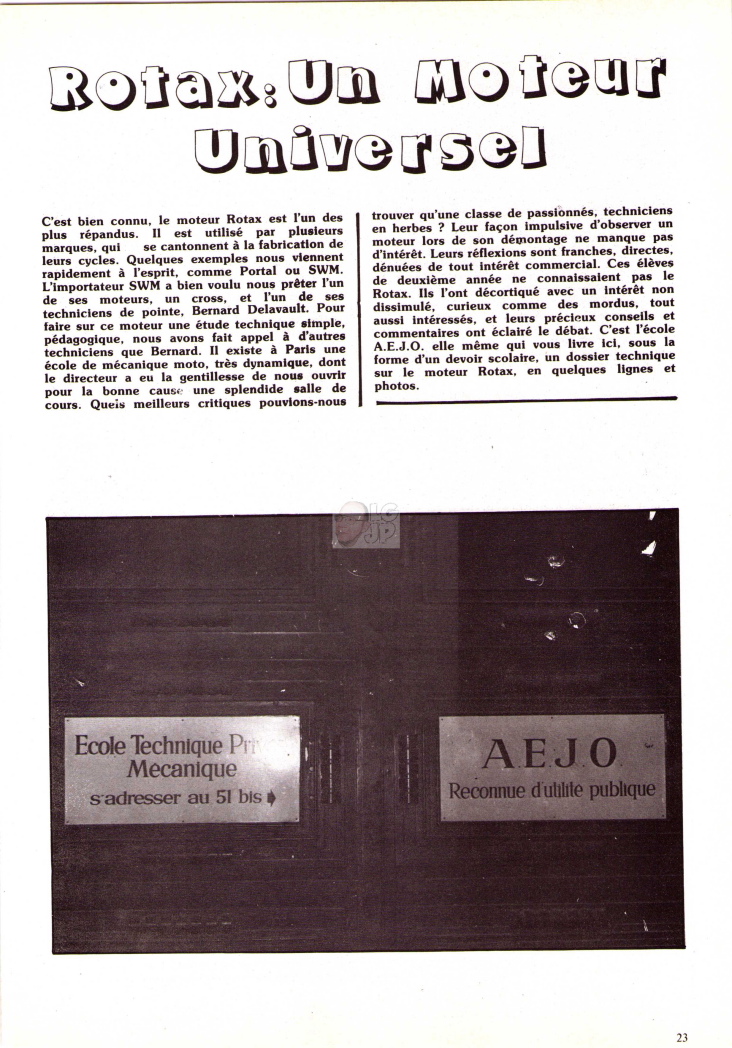 Rotax: Un Moteur
Universel
C'est bien connu, le moteur Rotax est l'un des
plus répandus. Il est utilisé par plusieurs
marques, qui se cantonnent à la fabrication de
leurs cycles. Quelques exemples nous viennent
rapidement à l'esprit, comme Portal ou SWM.
L'importateur SWM a bien voulu nous prêter l'un
de ses moteurs, un cross, et l'un de ses
techniciens de pointe, Bernard Delavault. Pour
faire sur ce moteur une étude technique simple,
pédagogique, nous avons fait appel à d'autres
techniciens que Bernard. Il existe à Paris une
école de mécanique moto, très dynamique, dont
le directeur a eu la gentillesse de nous ouvrir
pour la bonne cause une splendide salle de
cours. Quels meilleurs critiques pouvions-nous
trouver qu'une classe de passionnés, techniciens
en herbes ? Leur façon impulsive d'observer un
moteur lors de son démontage ne manque pas
d'intérêt. Leurs réflexions sont franches, directes,
dénuées de tout intérêt commercial. Ces élèves
de deuxième année ne connaissaient pas le
Rotax. Ils l'ont décortiqué avec un intérêt non
dissimulé, curieux comme des mordus, tout
aussi intéressés, et leurs précieux conseils et
commentaires ont éclairé le débat. C'est l'école
A.E.J.O. elle même qui vous livre ici, sous la
forme d'un devoir scolaire, un dossier technique
sur le moteur Rotax, en quelques lignes et
photos.
LG
JP
Ecole Technique Pri
Mécanique
s'adresser au 51 bis
A.E.J.O
Reconnue d'utilité publique
23